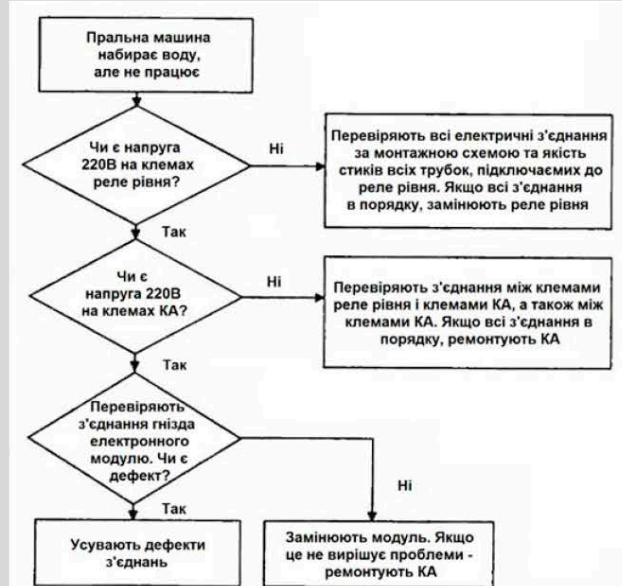 Пральна машина
набирає воду,
але не працює
Чи є напруга
220В на клемах
реле рівня?
Ні
Перевіряють всі електричні з'єднання
за монтажною схемою та якість
стиків всіх трубок, підключаємих до
реле рівня. Якщо всі з'єднання
в порядку, замінюють реле рівня
Так
Чи є
напруга 220В
на клемах КА?
Ні
Перевіряють з'єднання між клемами
реле рівня і клемами КА, а також між
клемами КА. Якщо всі з'єднання в
порядку, ремонтують КА
Так
Перевіряють
з'єднання гнізда
електронного
модулю. Чи є
дефект?
Ні
Так
Усувають дефекти
з'єднань
Замінюють модуль. Якщо
це не вирішує проблеми -
ремонтують КА